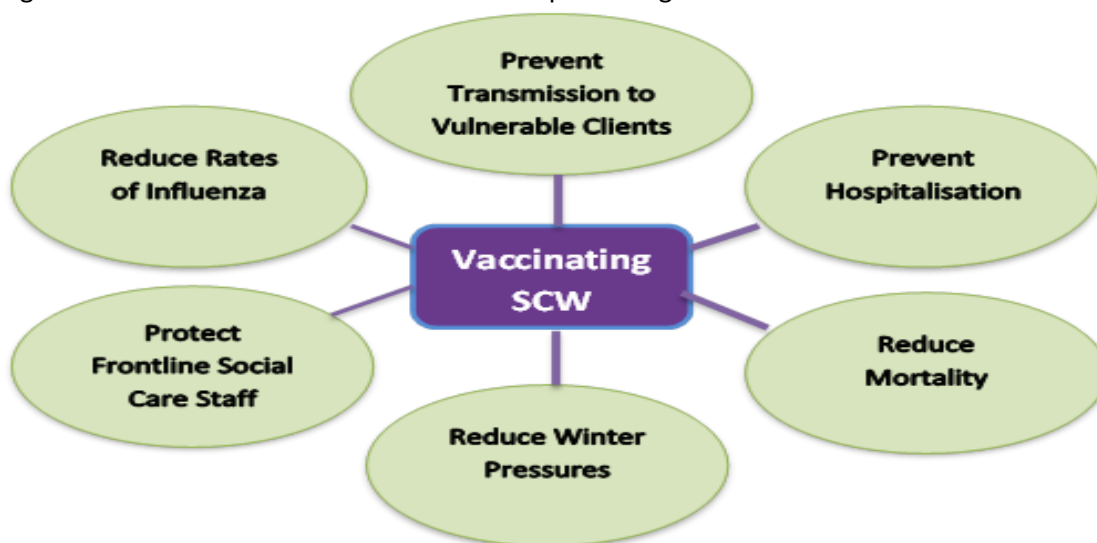 Prevent
Transmission to
Vulnerable Clients
Reduce Rates
of Influenza
Prevent
Hospitalisation
Vaccinating
SCW
Protect
Frontline Social
Care Staff
Reduce
Mortality
Reduce Winter
Pressures